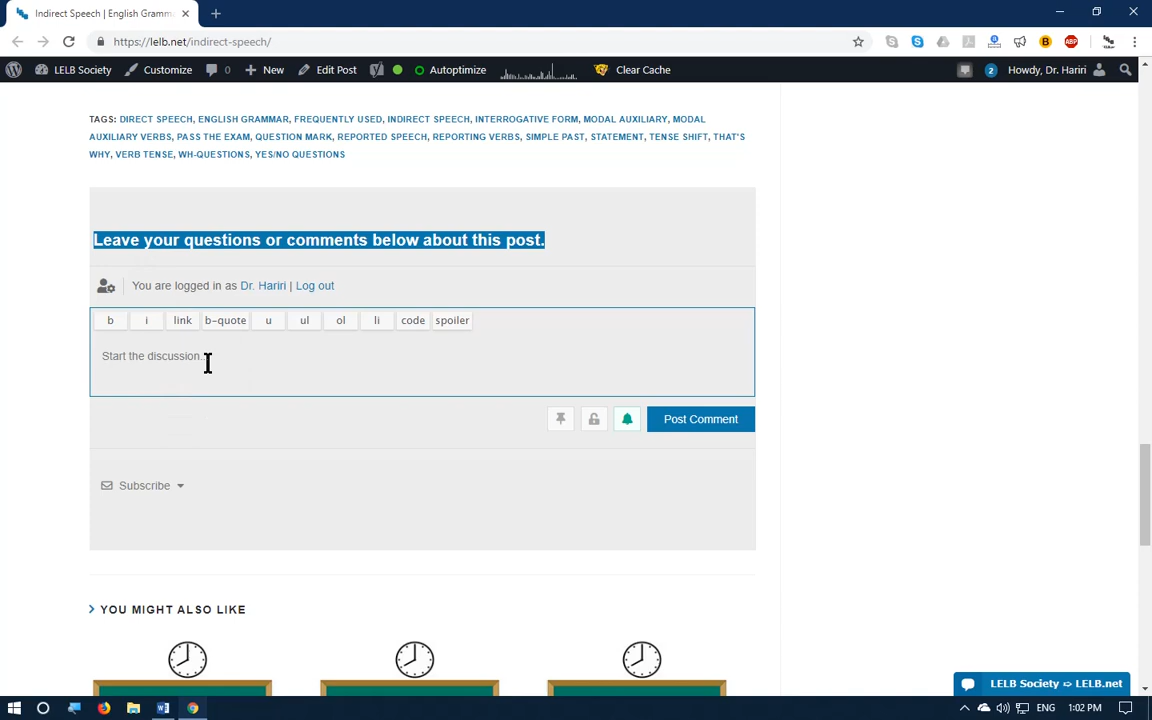 Indirect Speech | English Gramm
https://lelb.net/indirect-speech/
LELB Society Customize 0 New Edit Post Autoptimize Clear Cache 2 Howdy, Dr. Hariri
TAGS: DIRECT SPEECH, ENGLISH GRAMMAR, FREQUENTLY USED, INDIRECT SPEECH, INTERROGATIVE FORM, MODAL AUXILIARY, MODAL
AUXILIARY VERBS, PASS THE EXAM, QUESTION MARK, REPORTED SPEECH, REPORTING VERBS, SIMPLE PAST, STATEMENT, TENSE SHIFT, THAT'S
WHY, VERB TENSE, WH-QUESTIONS, YES/NO QUESTIONS
Leave your questions or comments below about this post.
You are logged in as Dr. Hariri | Log out
b i link b-quote u ul ol li code spoiler
Start the discussion...
Post Comment
Subscribe
YOU MIGHT ALSO LIKE
LELB Society ➪ LELB.net
ENG 1:02 PM